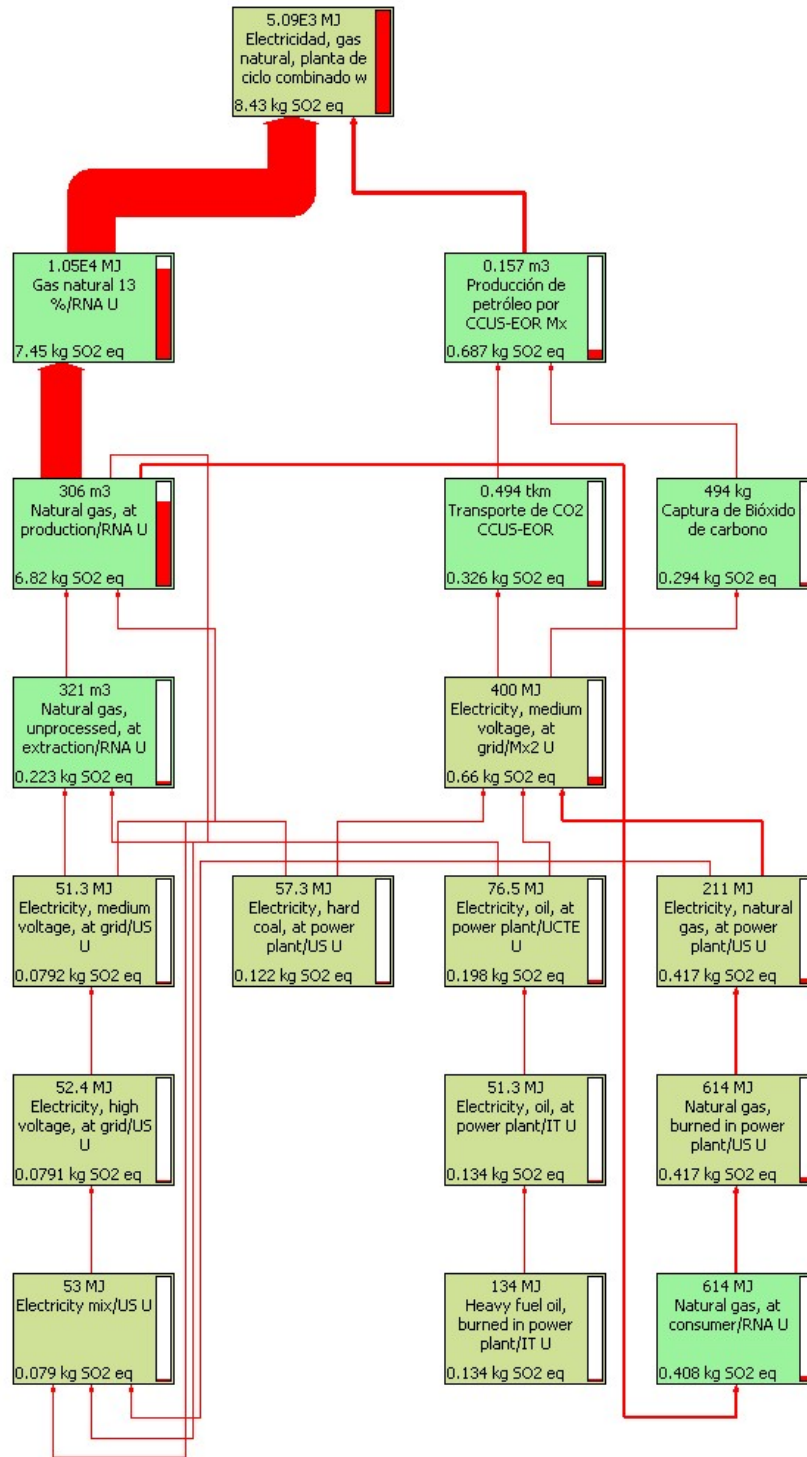 5.09E3 MJ
Electricidad, gas
natural, planta de
ciclo combinado w
8.43 kg SO2 eq
1.05E4 MJ
Gas natural 13
%/RNA U
7.45 kg SO2 eq
0.157 m3
Producción de
petróleo por
CCUS-EOR Mx
0.687 kg SO2 eq
306 m3
Natural gas, at
production/RNA U
6.82 kg SO2 eq
0.494 tkm
Transporte de CO2
CCUS-EOR
0.326 kg SO2 eq
494 kg
Captura de Bióxido
de carbono
0.294 kg SO2 eq
321 m3
Natural gas,
unprocessed, at
extraction/RNA U
0.223 kg SO2 eq
400 MJ
Electricity, medium
voltage, at
grid/Mx2 U
0.66 kg SO2 eq
51.3 MJ
Electricity, medium
voltage, at grid/US
U
0.0792 kg SO2 eq
57.3 MJ
Electricity, hard
coal, at power
plant/US U
0.122 kg SO2 eq
76.5 MJ
Electricity, oil, at
power plant/UCTE
U
0.198 kg SO2 eq
211 MJ
Electricity, natural
gas, at power
plant/US U
0.417 kg SO2 eq
52.4 MJ
Electricity, high
voltage, at grid/US
U
0.0791 kg SO2 eq
51.3 MJ
Electricity, oil, at
power plant/IT U
0.134 kg SO2 eq
614 MJ
Natural gas,
burned in power
plant/US U
0.417 kg SO2 eq
53 MJ
Electricity mix/US U
0.079 kg SO2 eq
134 MJ
Heavy fuel oil,
burned in power
plant/IT U
0.134 kg SO2 eq
614 MJ
Natural gas, at
consumer/RNA U
0.408 kg SO2 eq